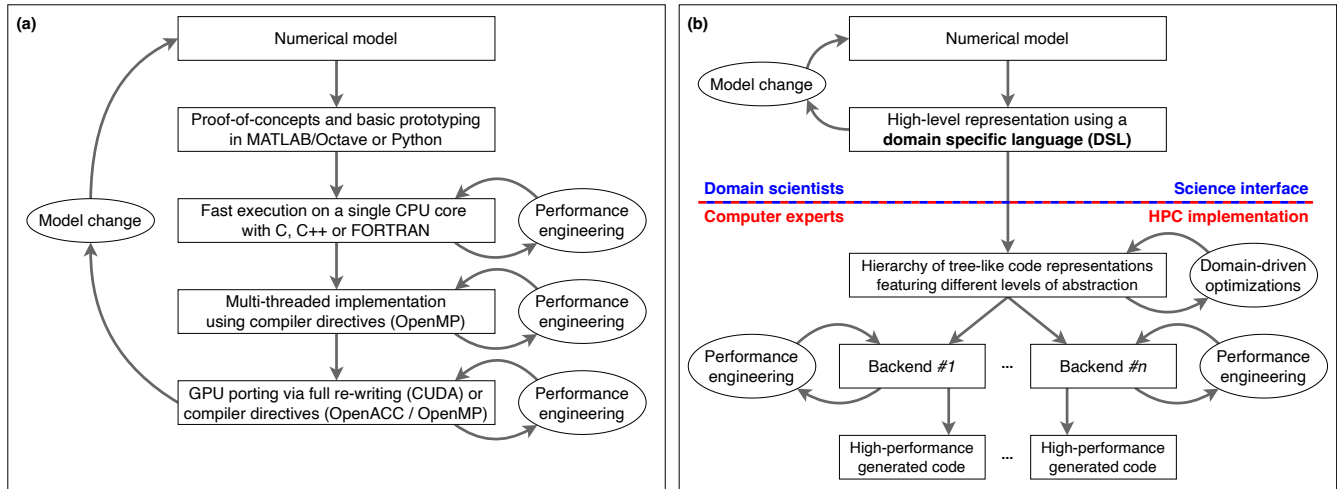 (a)
Numerical model
Proof-of-concepts and basic prototyping
in MATLAB/Octave or Python
Model change
Fast execution on a single CPU core
with C, C++ or FORTRAN
Performance
engineering
Multi-threaded implementation
using compiler directives (OpenMP)
Performance
engineering
GPU porting via full re-writing (CUDA) or
compiler directives (OpenACC / OpenMP)
Performance
engineering
(b)
Numerical model
Model change
High-level representation using a
domain specific language (DSL)
Domain scientists
Science interface
Computer experts
HPC implementation
Hierarchy of tree-like code representations
featuring different levels of abstraction
Domain-driven
optimizations
Performance
engineering
Backend #1
...
Backend #n
Performance
engineering
High-performance
generated code
...
High-performance
generated code